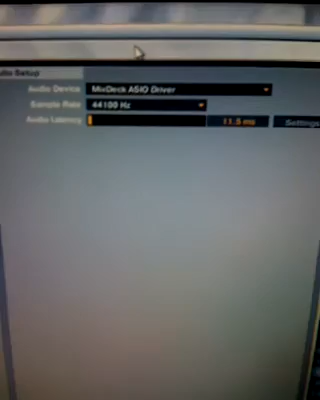 Audio Setup
Audio Device MixDeck ASIO Driver
Sample Rate 44100 Hz
Audio Latency 11.5 ms Settings